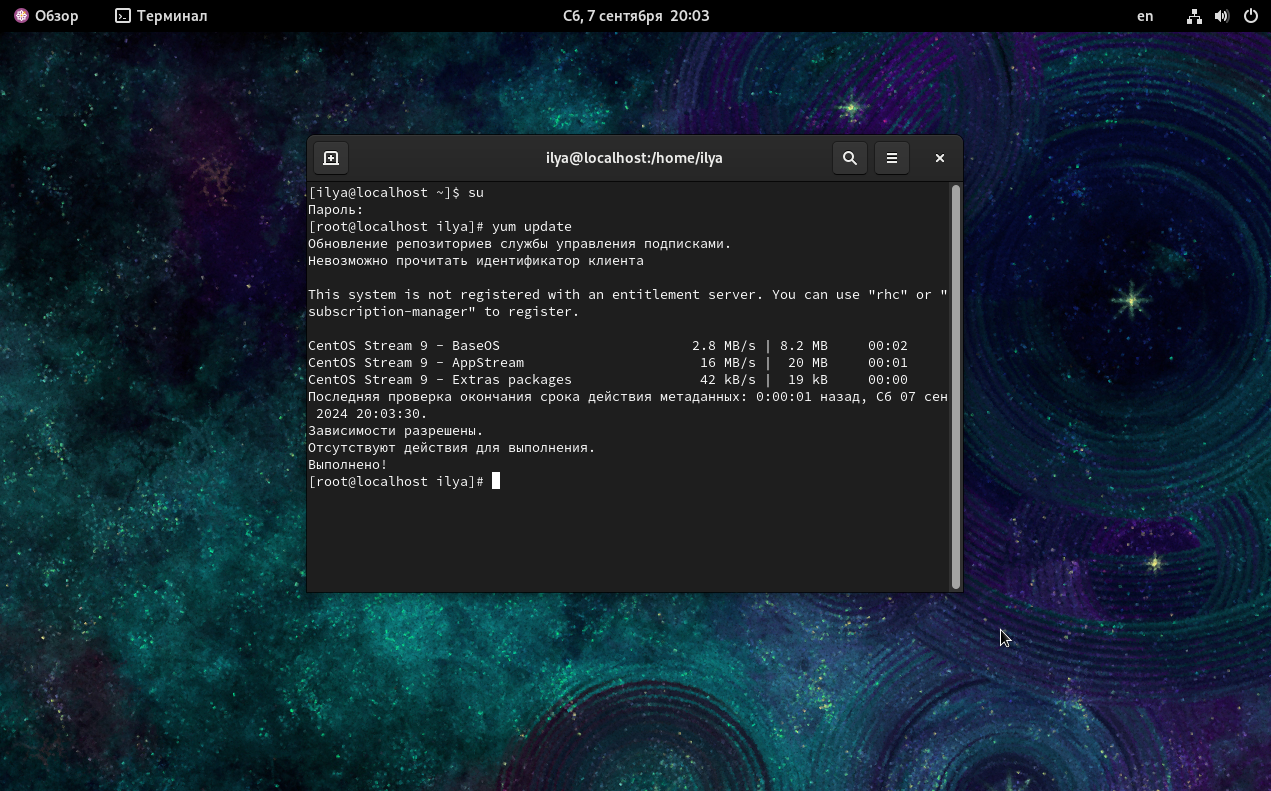 Обзор Терминал Сб, 7 сентября 20:03 en
ilya@localhost:/home/ilya
[ilya@localhost ~]$ su
Пароль:
[root@localhost ilya]# yum update
Обновление репозиториев службы управления подписками.
Невозможно прочитать идентификатор клиента
This system is not registered with an entitlement server. You can use "rhc" or "
subscription-manager" to register.
CentOS Stream 9 - BaseOS 2.8 MB/s | 8.2 MB 00:02
CentOS Stream 9 - AppStream 16 MB/s | 20 MB 00:01
CentOS Stream 9 - Extras packages 42 kB/s | 19 kB 00:00
Последняя проверка окончания срока действия метаданных: 0:00:01 назад, Сб 07 сен
2024 20:03:30.
Зависимости разрешены.
Отсутствуют действия для выполнения.
Выполнено!
[root@localhost ilya]#